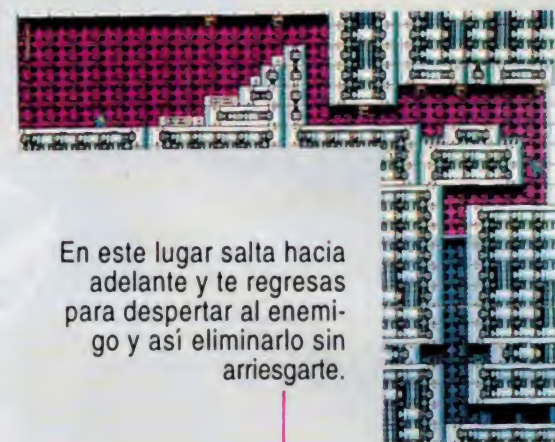 En este lugar salta hacia
adelante y te regresas
para despertar al enemi-
go y así eliminarlo sin
arriesgarte.